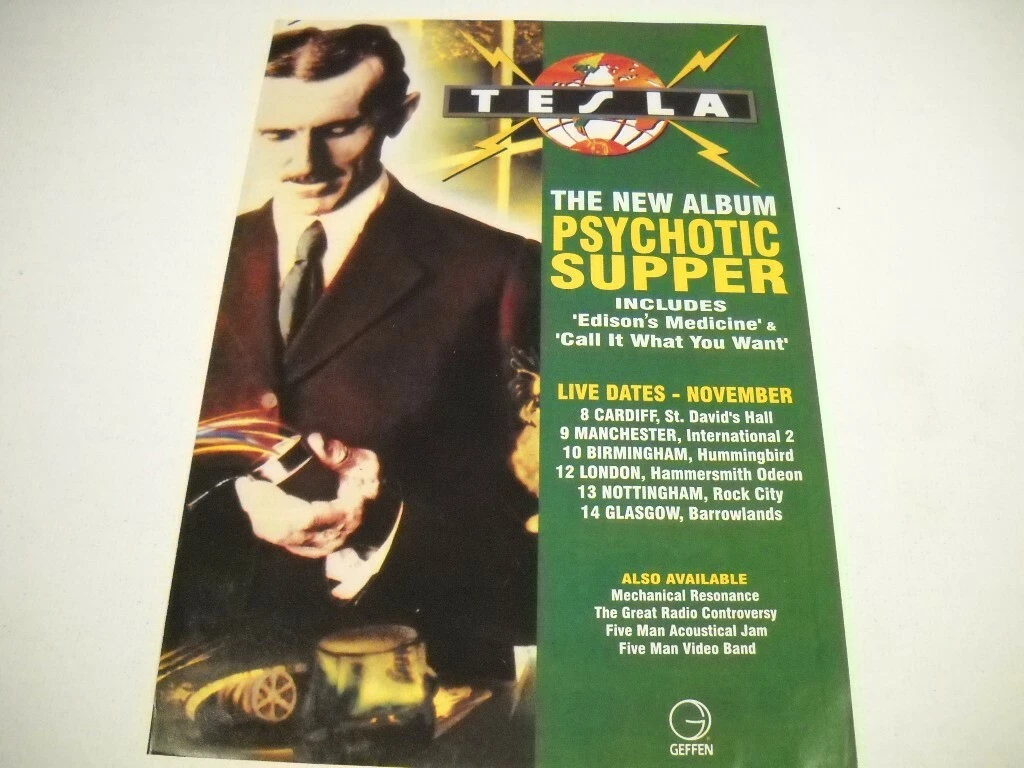 TESLA
THE NEW ALBUM
PSYCHOTIC
SUPPER
INCLUDES
'Edison's Medicine' &
'Call It What You Want'
LIVE DATES - NOVEMBER
8 CARDIFF, St. David's Hall
9 MANCHESTER, International 2
10 BIRMINGHAM, Hummingbird
12 LONDON, Hammersmith Odeon
13 NOTTINGHAM, Rock City
14 GLASGOW, Barrowlands
ALSO AVAILABLE
Mechanical Resonance
The Great Radio Controversy
Five Man Acoustical Jam
Five Man Video Band
G
GEFFEN